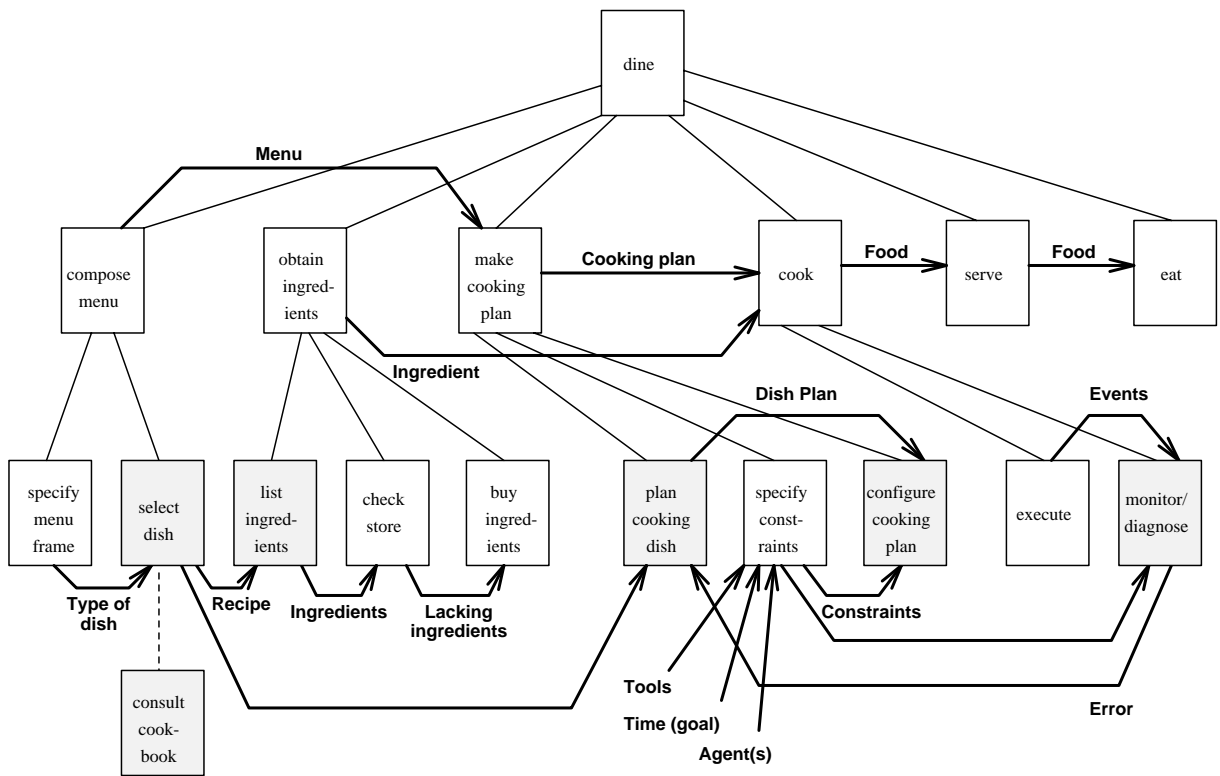 dine
Menu
compose
menu
obtain
ingred-
ients
make
cooking
plan
Cooking plan
cook
Food
serve
Food
eat
Ingredient
Dish Plan
Events
specify
menu
frame
select
dish
list
ingred-
ients
check
store
buy
ingred-
ients
plan
cooking
dish
specify
const-
raints
configure
cooking
plan
execute
monitor/
diagnose
Type of
dish
Recipe
Ingredients
Lacking
ingredients
Constraints
Tools
Time (goal)
Agent(s)
Error
consult
cook-
book